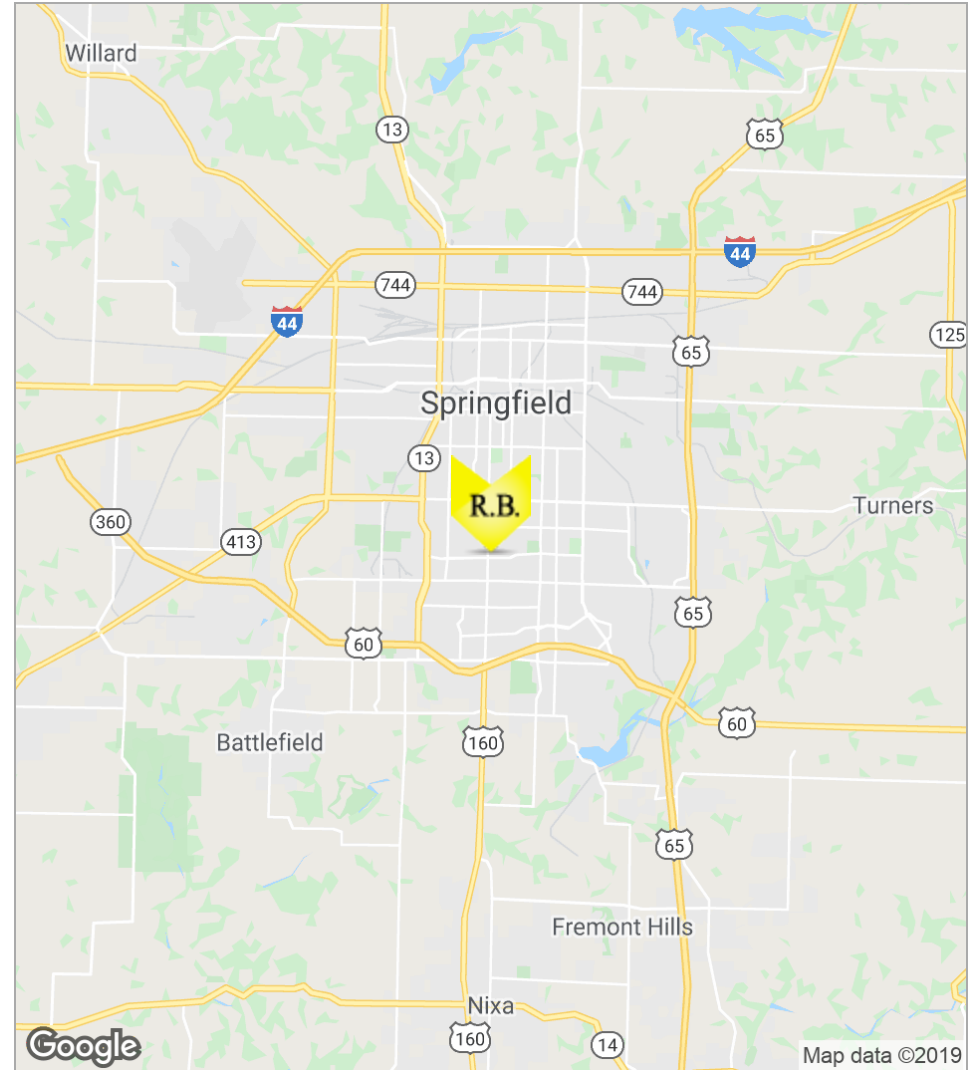 Willard
13
65
44
744
744
44
125
65
Springfield
13
R.B.
Turners
360
413
65
60
60
Battlefield
160
65
Fremont Hills
Nixa
160
14
Google
Map data ©2019